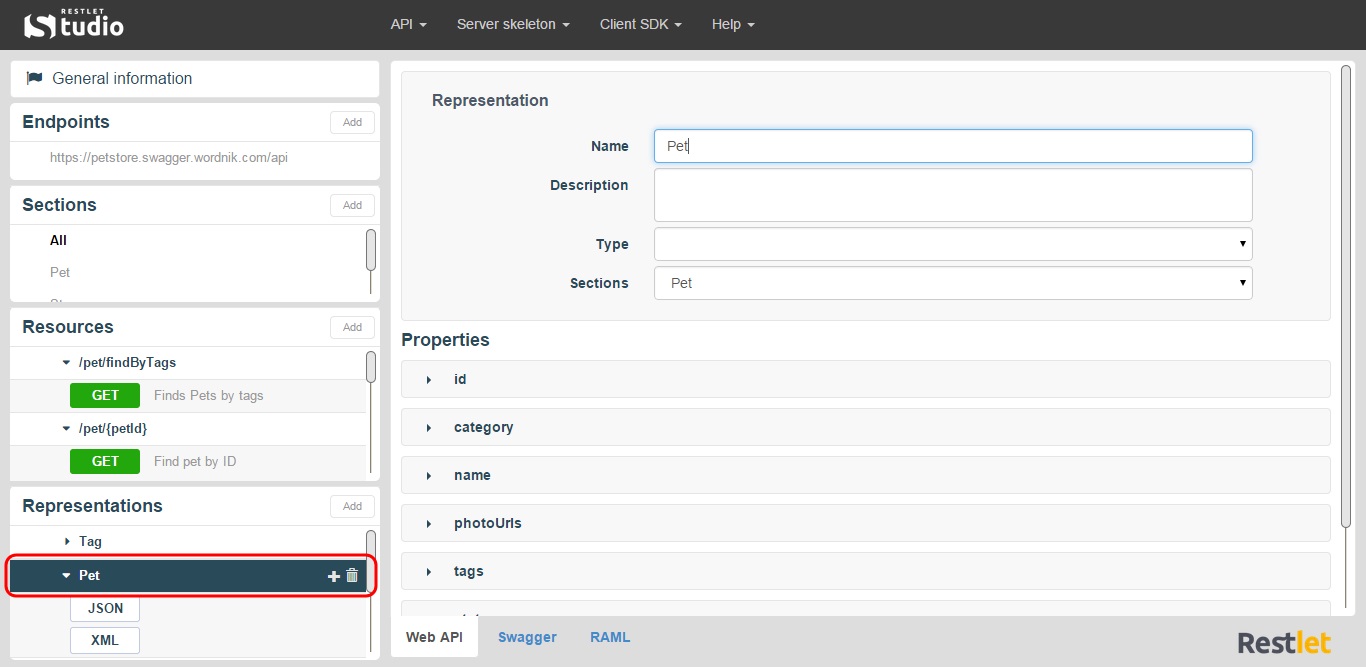 RESTLET
Studio
API
Server skeleton
Client SDK
Help
General information
Endpoints
Add
https://petstore.swagger.wordnik.com/api
Sections
Add
All
Pet
Resources
Add
/pet/findByTags
GET Finds Pets by tags
/pet/{petId}
GET Find pet by ID
Representations
Add
Tag
Pet
JSON
XML
Representation
Name Pet
Description
Type
Sections Pet
Properties
id
category
name
photoUrls
tags
Web API
Swagger
RAML
Restlet